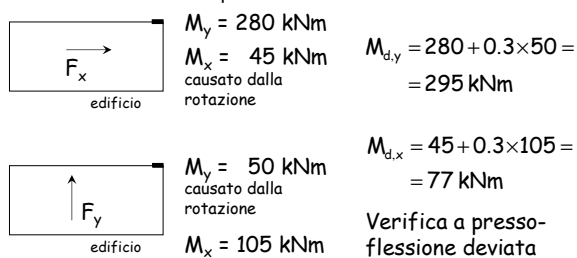 M_y = 280 kNm
M_x = 45 kNm
causato dalla
rotazione
F_x
edificio
M_d,y = 280 + 0.3×50 =
= 295 kNm
M_y = 50 kNm
causato dalla
rotazione
F_y
edificio
M_x = 105 kNm
M_d,x = 45 + 0.3×105 =
= 77 kNm
Verifica a presso-
flessione deviata